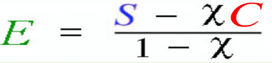 E = (S − χC) / (1 − χ)